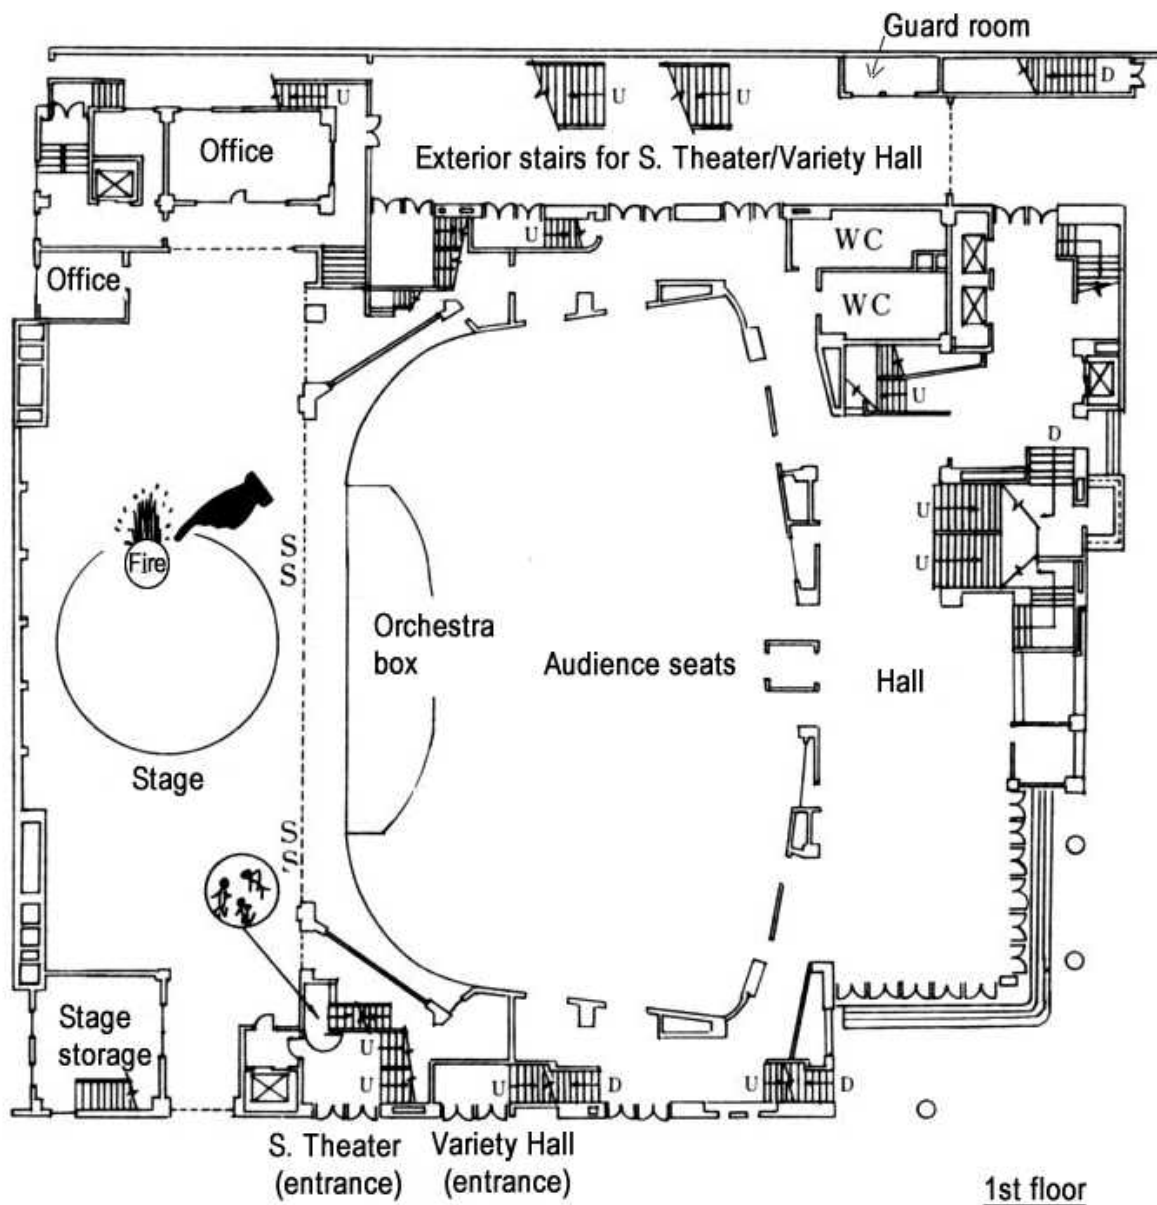 Guard room
D
U
U
U
Office
Exterior stairs for S. Theater/Variety Hall
U
WC
Office
WC
U
D
S
S
U
U
Fire
Orchestra
box
Audience seats
Hall
Stage
S
S
Stage
storage
U
U
U
D
U
D
S. Theater
(entrance)
Variety Hall
(entrance)
1st floor